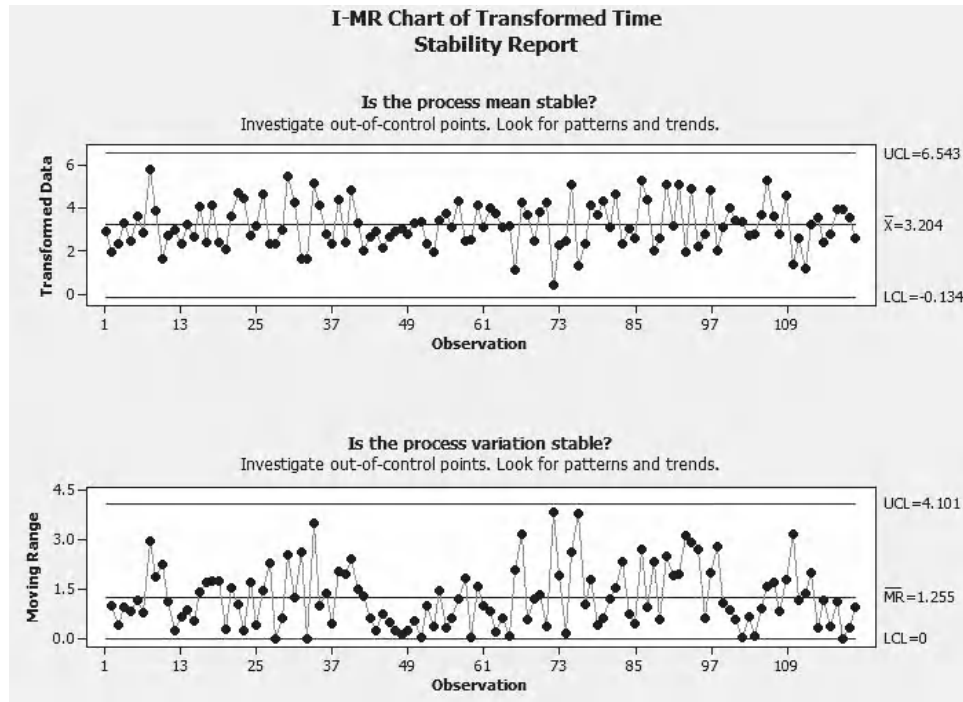 I-MR Chart of Transformed Time
Stability Report
Is the process mean stable?
Investigate out-of-control points. Look for patterns and trends.
Transformed Data
6
4
2
0
UCL=6.543
X̅=3.204
LCL=-0.134
1 13 25 37 49 61 73 85 97 109
Observation
Is the process variation stable?
Investigate out-of-control points. Look for patterns and trends.
Moving Range
4.5
3.0
1.5
0.0
UCL=4.101
M̅R̅=1.255
LCL=0
1 13 25 37 49 61 73 85 97 109
Observation